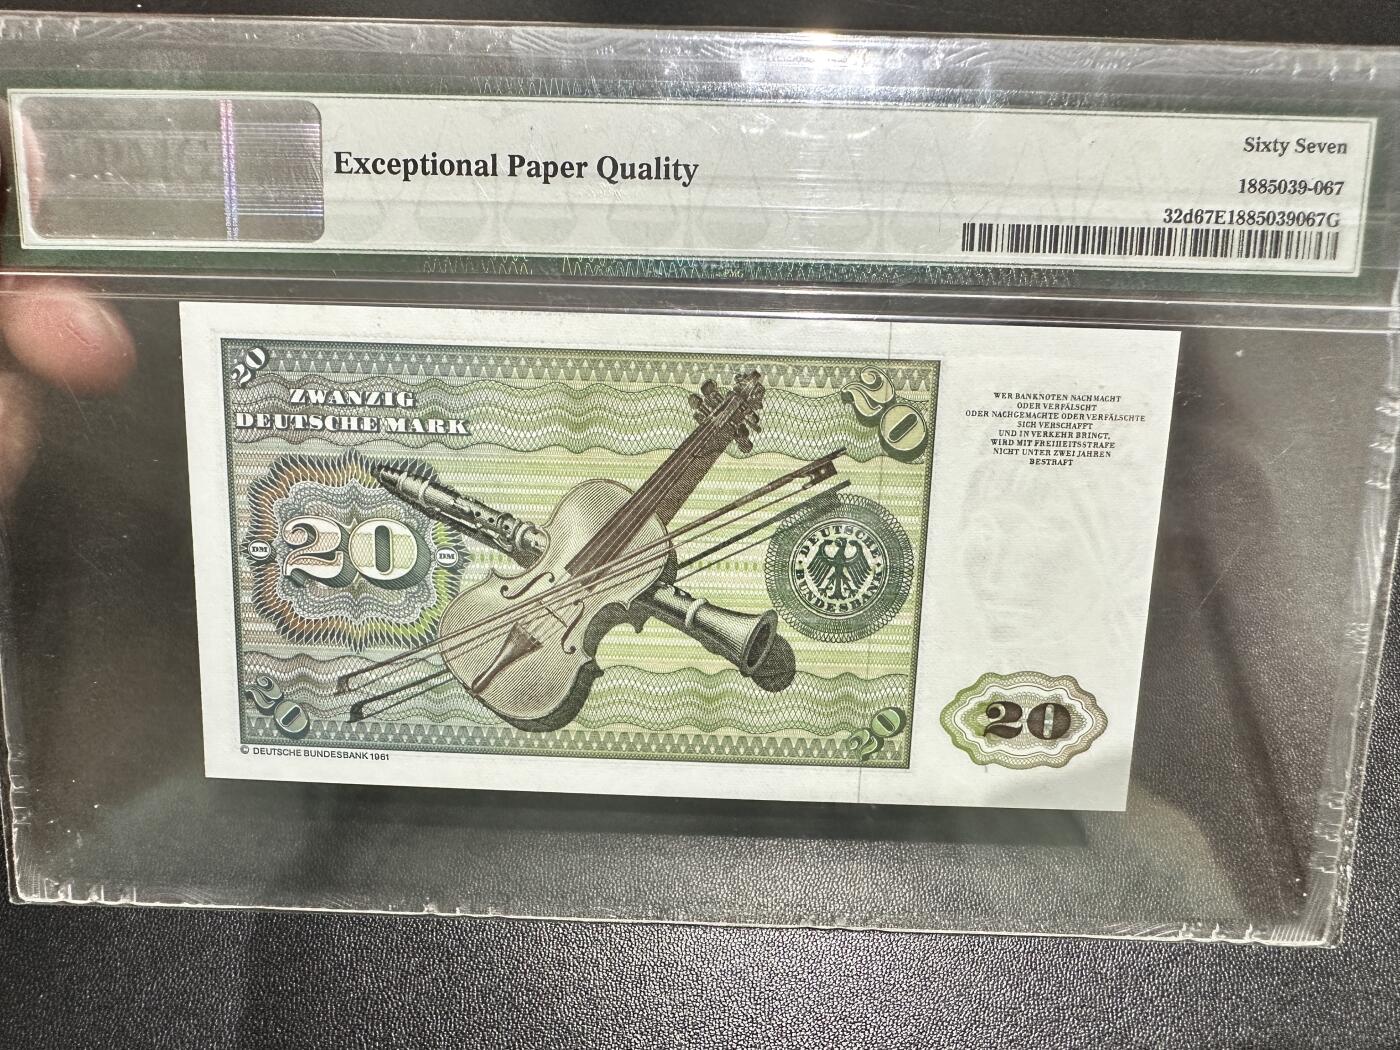 Exceptional Paper Quality
Sixty Seven
1885039-067
32d67E1885039067G
20
ZWANZIG
DEUTSCHE MARK
20
DM
20
DM
DEUTSCHE
BUNDESBANK
WER BANKNOTEN NACHMACHT
ODER VERFÄLSCHT
ODER NACHGEMACHTE ODER VERFÄLSCHTE
SICH VERSCHAFFT
UND IN VERKEHR BRINGT,
WIRD MIT FREIHEITSSTRAFE
NICHT UNTER ZWEI JAHREN
BESTRAFT
20
20
20
© DEUTSCHE BUNDESBANK 1961